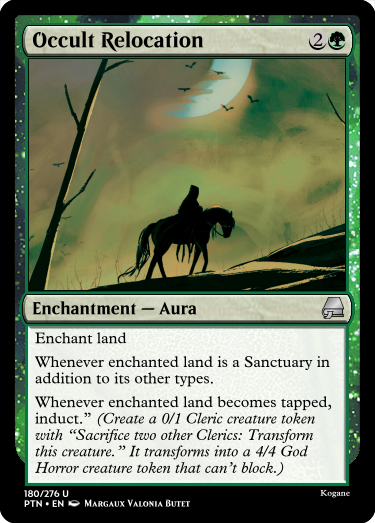 Occult Relocation 2
Enchantment — Aura
Enchant land
Whenever enchanted land is a Sanctuary in
addition to its other types.
Whenever enchanted land becomes tapped,
induct.” (Create a 0/1 Cleric creature token
with “Sacrifice two other Clerics: Transform
this creature.” It transforms into a 4/4 God
Horror creature token that can’t block.)
180/276 U
Kogane
PTN • EN Margaux Valonia Butet